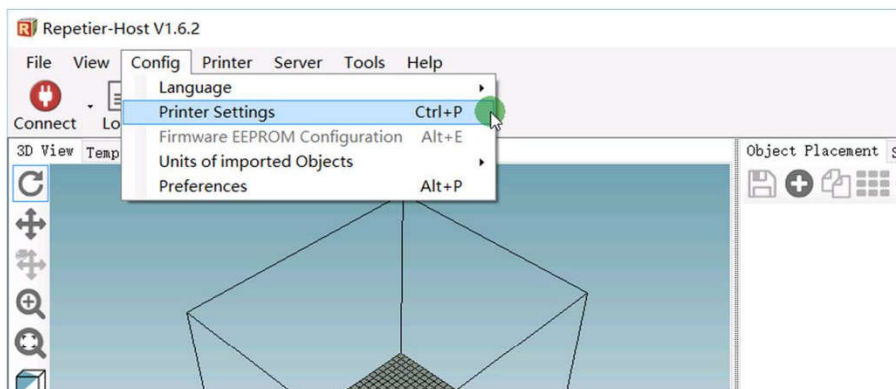 Repetier-Host V1.6.2
File View Config Printer Server Tools Help
Language
Printer Settings Ctrl+P
Connect Lo
Firmware EEPROM Configuration Alt+E
3D View Temp
Units of imported Objects
Object Placement S
Preferences Alt+P